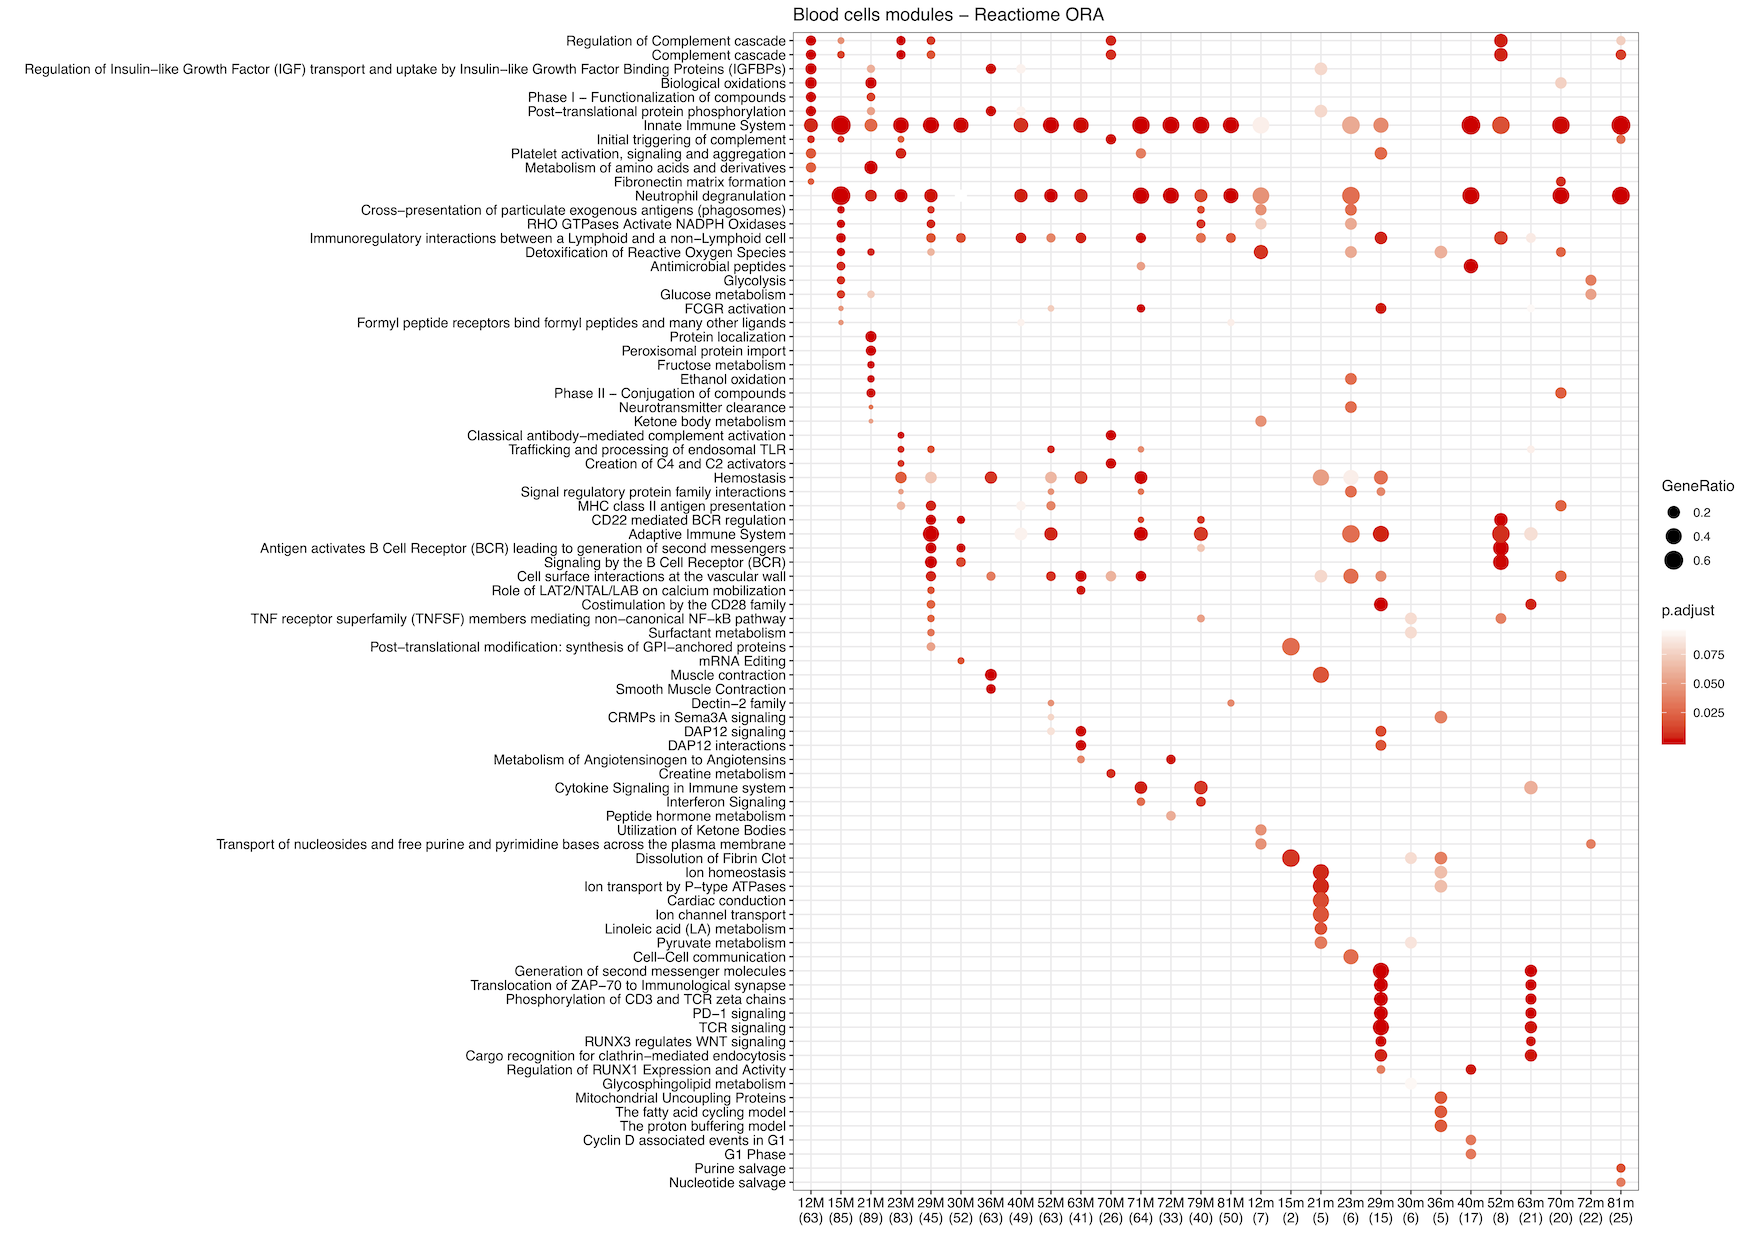 Blood cells modules − Reactiome ORA
Regulation of Complement cascade
Complement cascade
Regulation of Insulin−like Growth Factor (IGF) transport and uptake by Insulin−like Growth Factor Binding Proteins (IGFBPs)
Biological oxidations
Phase I − Functionalization of compounds
Post−translational protein phosphorylation
Innate Immune System
Initial triggering of complement
Platelet activation, signaling and aggregation
Metabolism of amino acids and derivatives
Fibronectin matrix formation
Neutrophil degranulation
Cross−presentation of particulate exogenous antigens (phagosomes)
RHO GTPases Activate NADPH Oxidases
Immunoregulatory interactions between a Lymphoid and a non−Lymphoid cell
Detoxification of Reactive Oxygen Species
Antimicrobial peptides
Glycolysis
Glucose metabolism
FCGR activation
Formyl peptide receptors bind formyl peptides and many other ligands
Protein localization
Peroxisomal protein import
Fructose metabolism
Ethanol oxidation
Phase II − Conjugation of compounds
Neurotransmitter clearance
Ketone body metabolism
Classical antibody−mediated complement activation
Trafficking and processing of endosomal TLR
Creation of C4 and C2 activators
Hemostasis
Signal regulatory protein family interactions
MHC class II antigen presentation
CD22 mediated BCR regulation
Adaptive Immune System
Antigen activates B Cell Receptor (BCR) leading to generation of second messengers
Signaling by the B Cell Receptor (BCR)
Cell surface interactions at the vascular wall
Role of LAT2/NTAL/LAB on calcium mobilization
Costimulation by the CD28 family
TNF receptor superfamily (TNFSF) members mediating non−canonical NF−kB pathway
Surfactant metabolism
Post−translational modification: synthesis of GPI−anchored proteins
mRNA Editing
Muscle contraction
Smooth Muscle Contraction
Dectin−2 family
CRMPs in Sema3A signaling
DAP12 signaling
DAP12 interactions
Metabolism of Angiotensinogen to Angiotensins
Creatine metabolism
Cytokine Signaling in Immune system
Interferon Signaling
Peptide hormone metabolism
Utilization of Ketone Bodies
Transport of nucleosides and free purine and pyrimidine bases across the plasma membrane
Dissolution of Fibrin Clot
Ion homeostasis
Ion transport by P−type ATPases
Cardiac conduction
Ion channel transport
Linoleic acid (LA) metabolism
Pyruvate metabolism
Cell−Cell communication
Generation of second messenger molecules
Translocation of ZAP−70 to Immunological synapse
Phosphorylation of CD3 and TCR zeta chains
PD−1 signaling
TCR signaling
RUNX3 regulates WNT signaling
Cargo recognition for clathrin−mediated endocytosis
Regulation of RUNX1 Expression and Activity
Glycosphingolipid metabolism
Mitochondrial Uncoupling Proteins
The fatty acid cycling model
The proton buffering model
Cyclin D associated events in G1
G1 Phase
Purine salvage
Nucleotide salvage
12M 15M 21M 23M 29M 30M 36M 40M 52M 63M 70M 71M 72M 79M 81M 12m 15m 21m 23m 29m 30m 36m 40m 52m 63m 70m 72m 81m
(63) (85) (89) (83) (45) (52) (63) (49) (63) (41) (26) (64) (33) (40) (50) (7) (2) (5) (6) (15) (6) (5) (17) (8) (21) (20) (22) (25)
GeneRatio
0.2
0.4
0.6
p.adjust
0.075
0.050
0.025